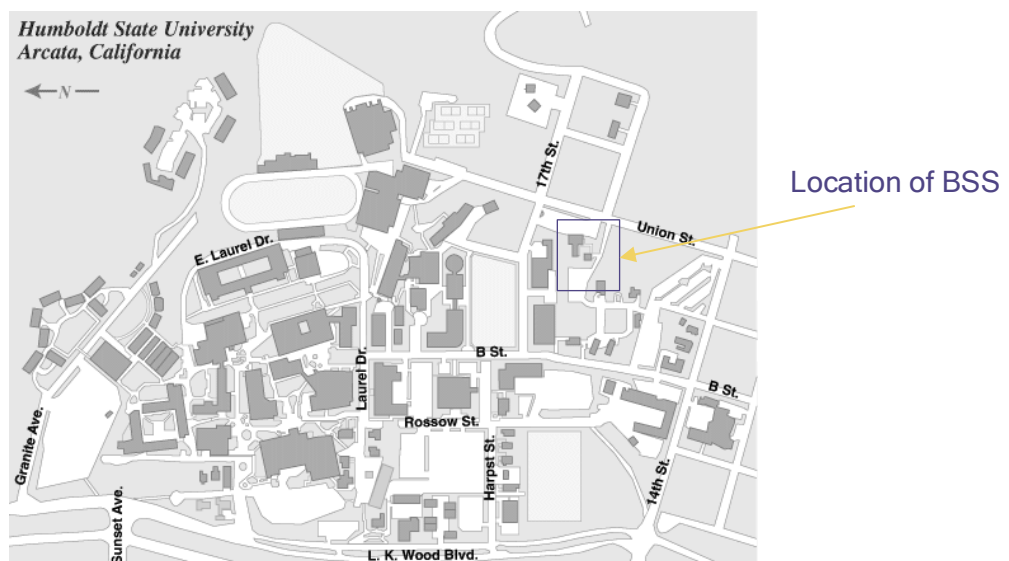 Humboldt State University
Arcata, California
N
17th St.
Location of BSS
Union St.
E. Laurel Dr.
B St.
Laurel Dr.
B St.
Rossow St.
Granite Ave.
Harpst St.
14th St.
Sunset Ave.
L. K. Wood Blvd.